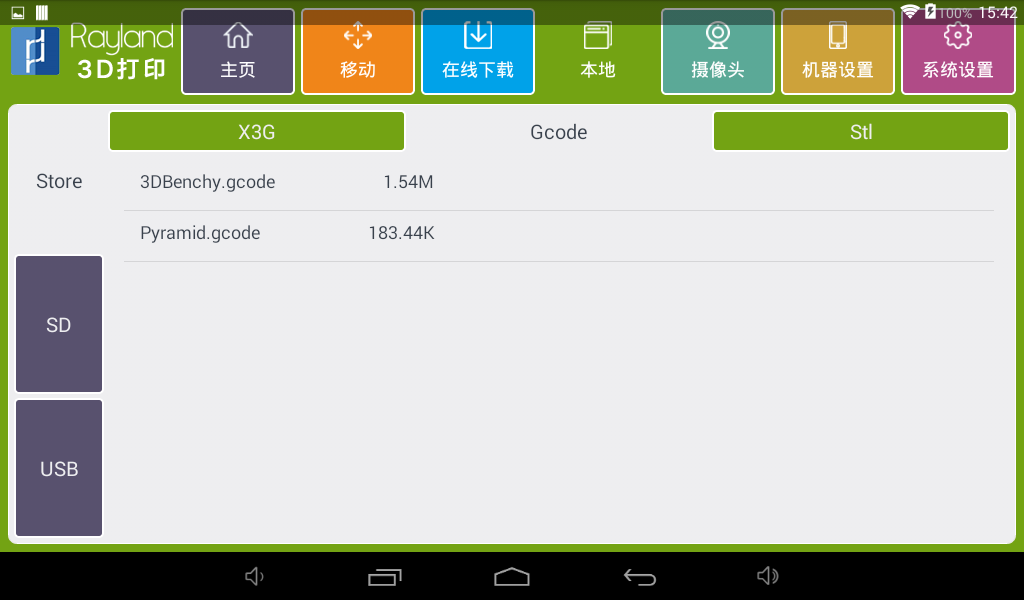 100% 15:42
Rayland
3D打印
主页
移动
在线下载
本地
摄像头
机器设置
系统设置
X3G
Gcode
Stl
Store
3DBenchy.gcode 1.54M
Pyramid.gcode 183.44K
SD
USB